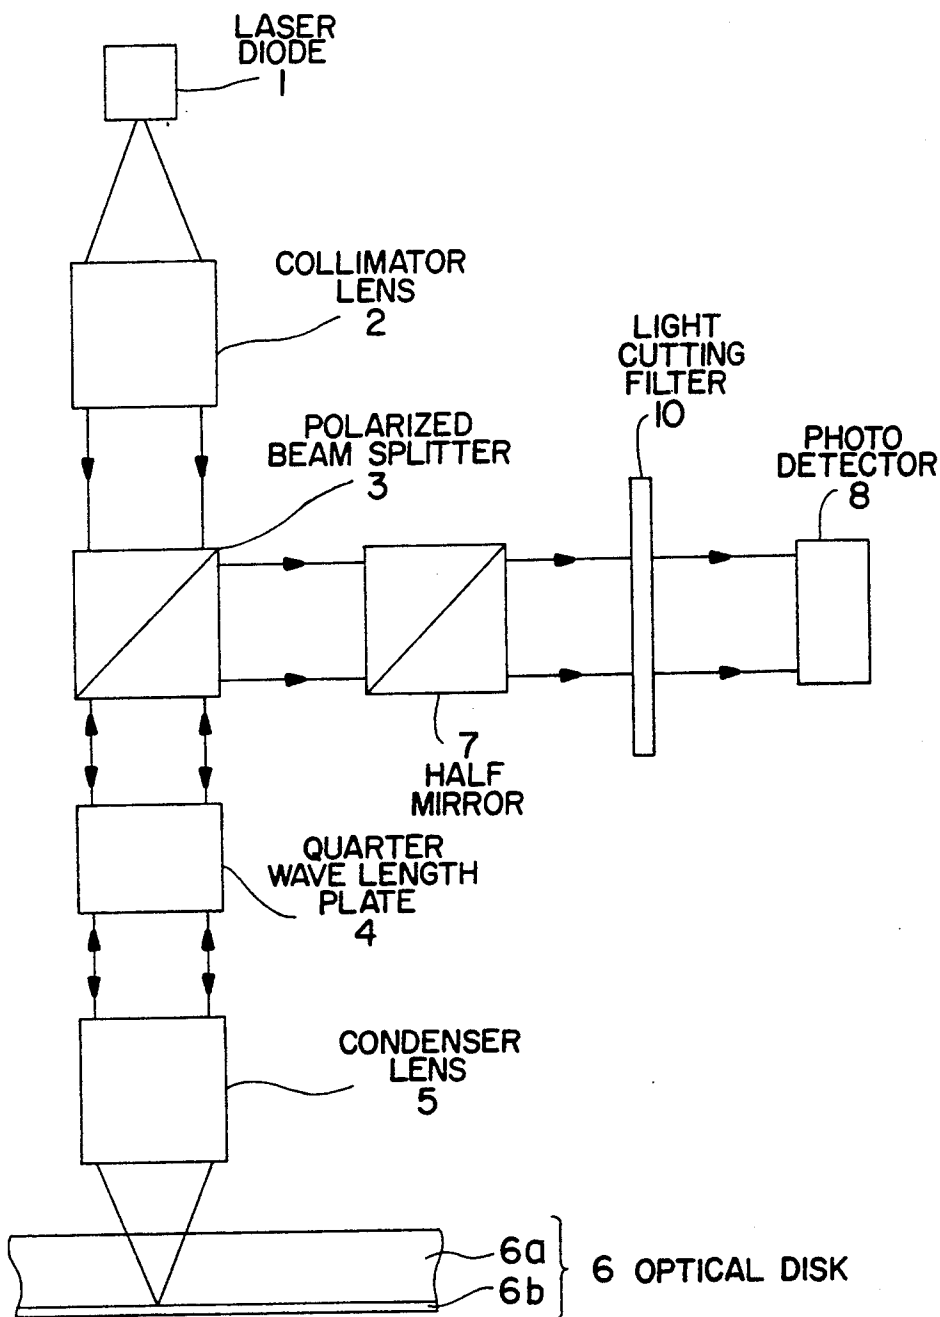 LASER
DIODE
1
COLLIMATOR
LENS
2
LIGHT
CUTTING
FILTER
10
POLARIZED
BEAM SPLITTER
3
PHOTO
DETECTOR
8
7
HALF
MIRROR
QUARTER
WAVE LENGTH
PLATE
4
CONDENSER
LENS
5
6a
6b
6 OPTICAL DISK